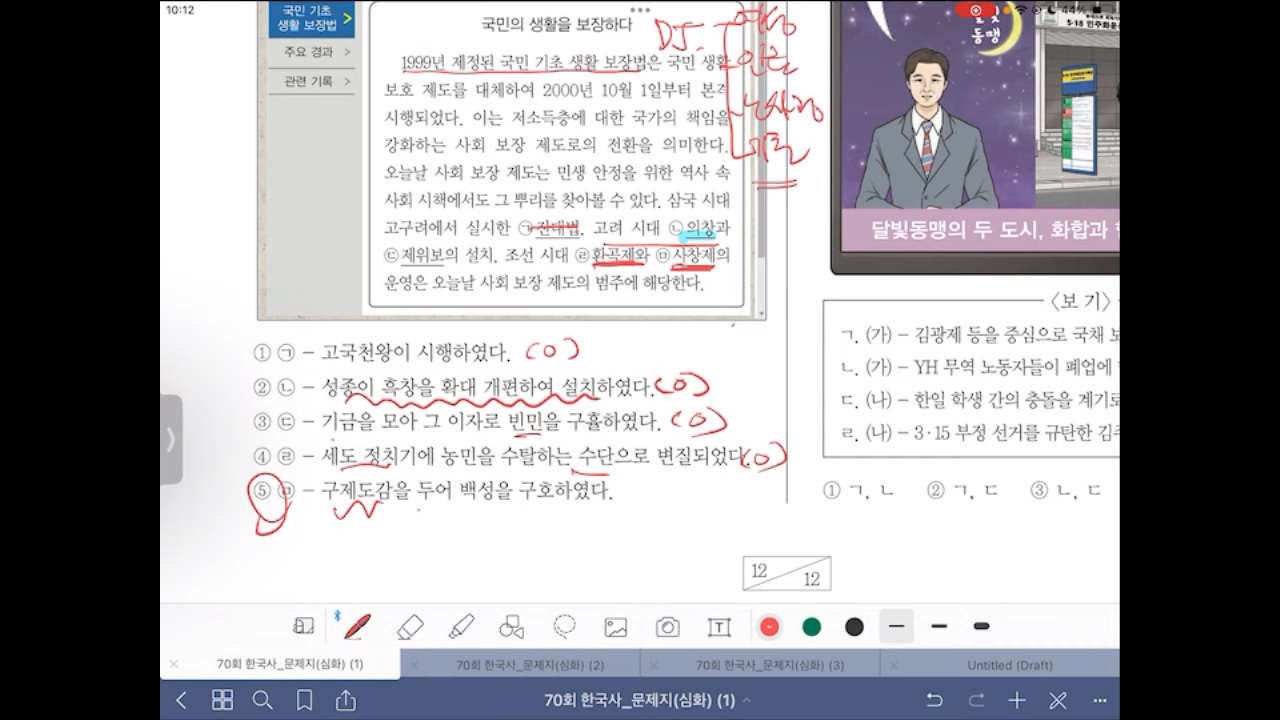 10:12
44%
국민 기초
생활 보장법 >
주요 경과 >
관련 기록 >
국민의 생활을 보장하다
1999년 제정된 국민 기초 생활 보장법은 국민 생활
보호 제도를 대체하여 2000년 10월 1일부터 본격
시행되었다. 이는 저소득층에 대한 국가의 책임을
강화하는 사회 보장 제도로의 전환을 의미한다.
오늘날 사회 보장 제도는 민생 안정을 위한 역사 속
사회 시책에서도 그 뿌리를 찾아볼 수 있다. 삼국 시대
고구려에서 실시한 ㉠진대법, 고려 시대 ㉡의창과
㉢제위보의 설치, 조선 시대 ㉣환곡제와 ㉤사창제의
운영은 오늘날 사회 보장 제도의 범주에 해당한다.
DJ
① ㉠ – 고국천왕이 시행하였다. (O)
② ㉡ – 성종이 흑창을 확대 개편하여 설치하였다. (O)
③ ㉢ – 기금을 모아 그 이자로 빈민을 구휼하였다. (O)
④ ㉣ – 세도 정치기에 농민을 수탈하는 수단으로 변질되었다. (O)
⑤ ㉤ – 구제도감을 두어 백성을 구호하였다.
동맹
5·18 민주화운
달빛동맹의 두 도시, 화합과
〈보 기〉
ㄱ. (가) – 김광제 등을 중심으로 국채 보
ㄴ. (가) – YH 무역 노동자들이 폐업에
ㄷ. (나) – 한일 학생 간의 충돌을 계기로
ㄹ. (나) – 3·15 부정 선거를 규탄한 김주
① ㄱ, ㄴ ② ㄱ, ㄷ ③ ㄴ, ㄷ
12 12
70회 한국사_문제지(심화) (1) 70회 한국사_문제지(심화) (2) 70회 한국사_문제지(심화) (3) Untitled (Draft)
70회 한국사_문제지(심화) (1)